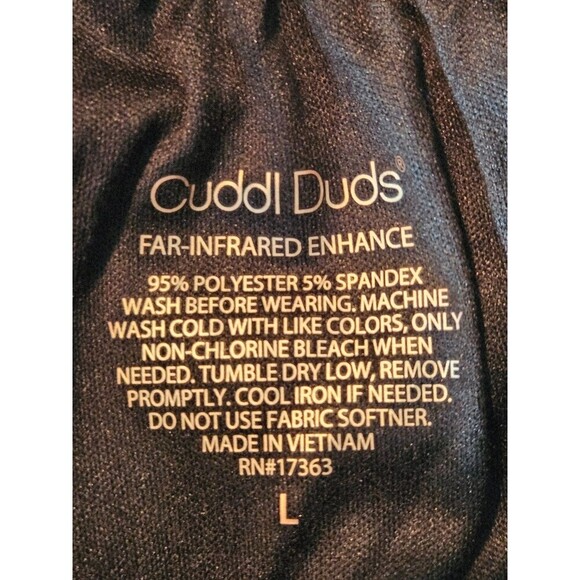 Cuddl Duds®
FAR-INFRARED ENHANCE
95% POLYESTER 5% SPANDEX
WASH BEFORE WEARING. MACHINE
WASH COLD WITH LIKE COLORS, ONLY
NON-CHLORINE BLEACH WHEN
NEEDED. TUMBLE DRY LOW, REMOVE
PROMPTLY. COOL IRON IF NEEDED.
DO NOT USE FABRIC SOFTNER.
MADE IN VIETNAM
RN#17363
L